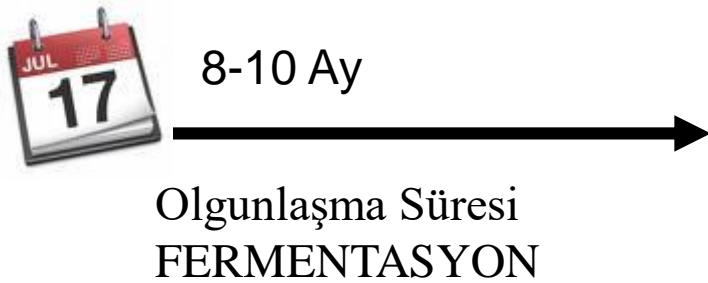 JUL
17
8-10 Ay
Olgunlaşma Süresi
FERMENTASYON